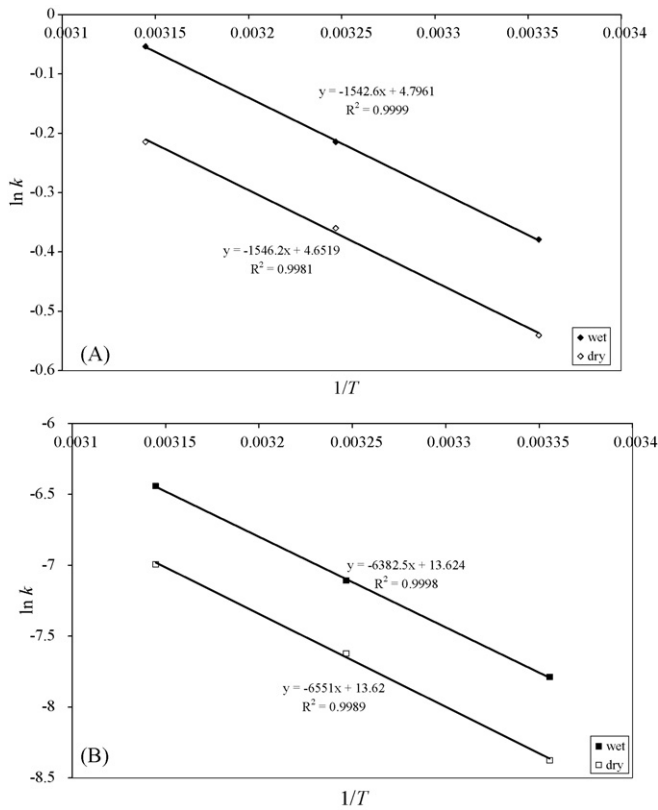 0
0.0031 0.00315 0.0032 0.00325 0.0033 0.00335 0.0034
-0.1
y = -1542.6x + 4.7961
R² = 0.9999
-0.2
ln k
-0.3
-0.4
y = -1546.2x + 4.6519
R² = 0.9981
-0.5
wet
(A)
dry
-0.6
1/T
-6
0.0031 0.00315 0.0032 0.00325 0.0033 0.00335 0.0034
-6.5
-7
y = -6382.5x + 13.624
R² = 0.9998
ln k
-7.5
-8
y = -6551x + 13.62
R² = 0.9989
wet
(B)
dry
-8.5
1/T